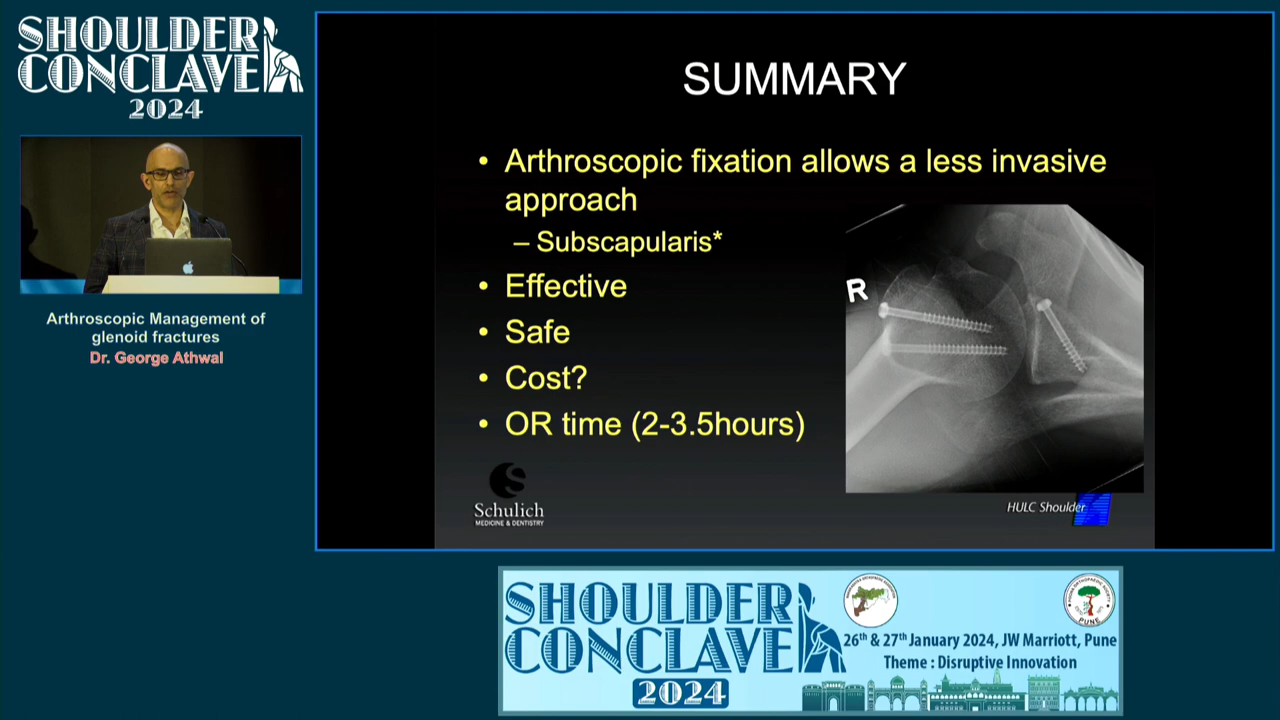 SHOULDER
CONCLAVE
2024
Arthroscopic Management of
glenoid fractures
Dr. George Athwal
SUMMARY
• Arthroscopic fixation allows a less invasive
approach
– Subscapularis*
• Effective
• Safe
• Cost?
• OR time (2-3.5hours)
R
Schulich
MEDICINE & DENTISTRY
HULC Shoulder
SHOULDER
CONCLAVE
2024
PUNE
26th & 27th January 2024, JW Marriott, Pune
Theme : Disruptive Innovation